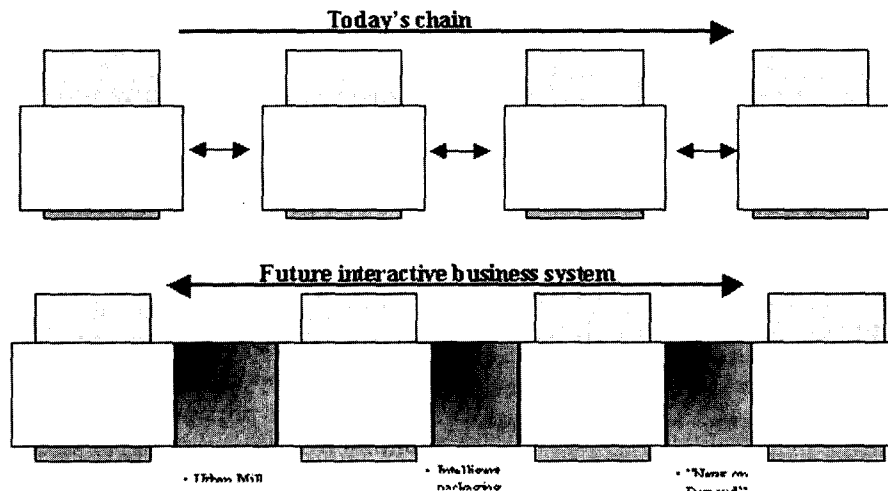 Today's chain
Future interactive business system
• Urban Mill
• Intelligent
packaging
• "News on
Demand"